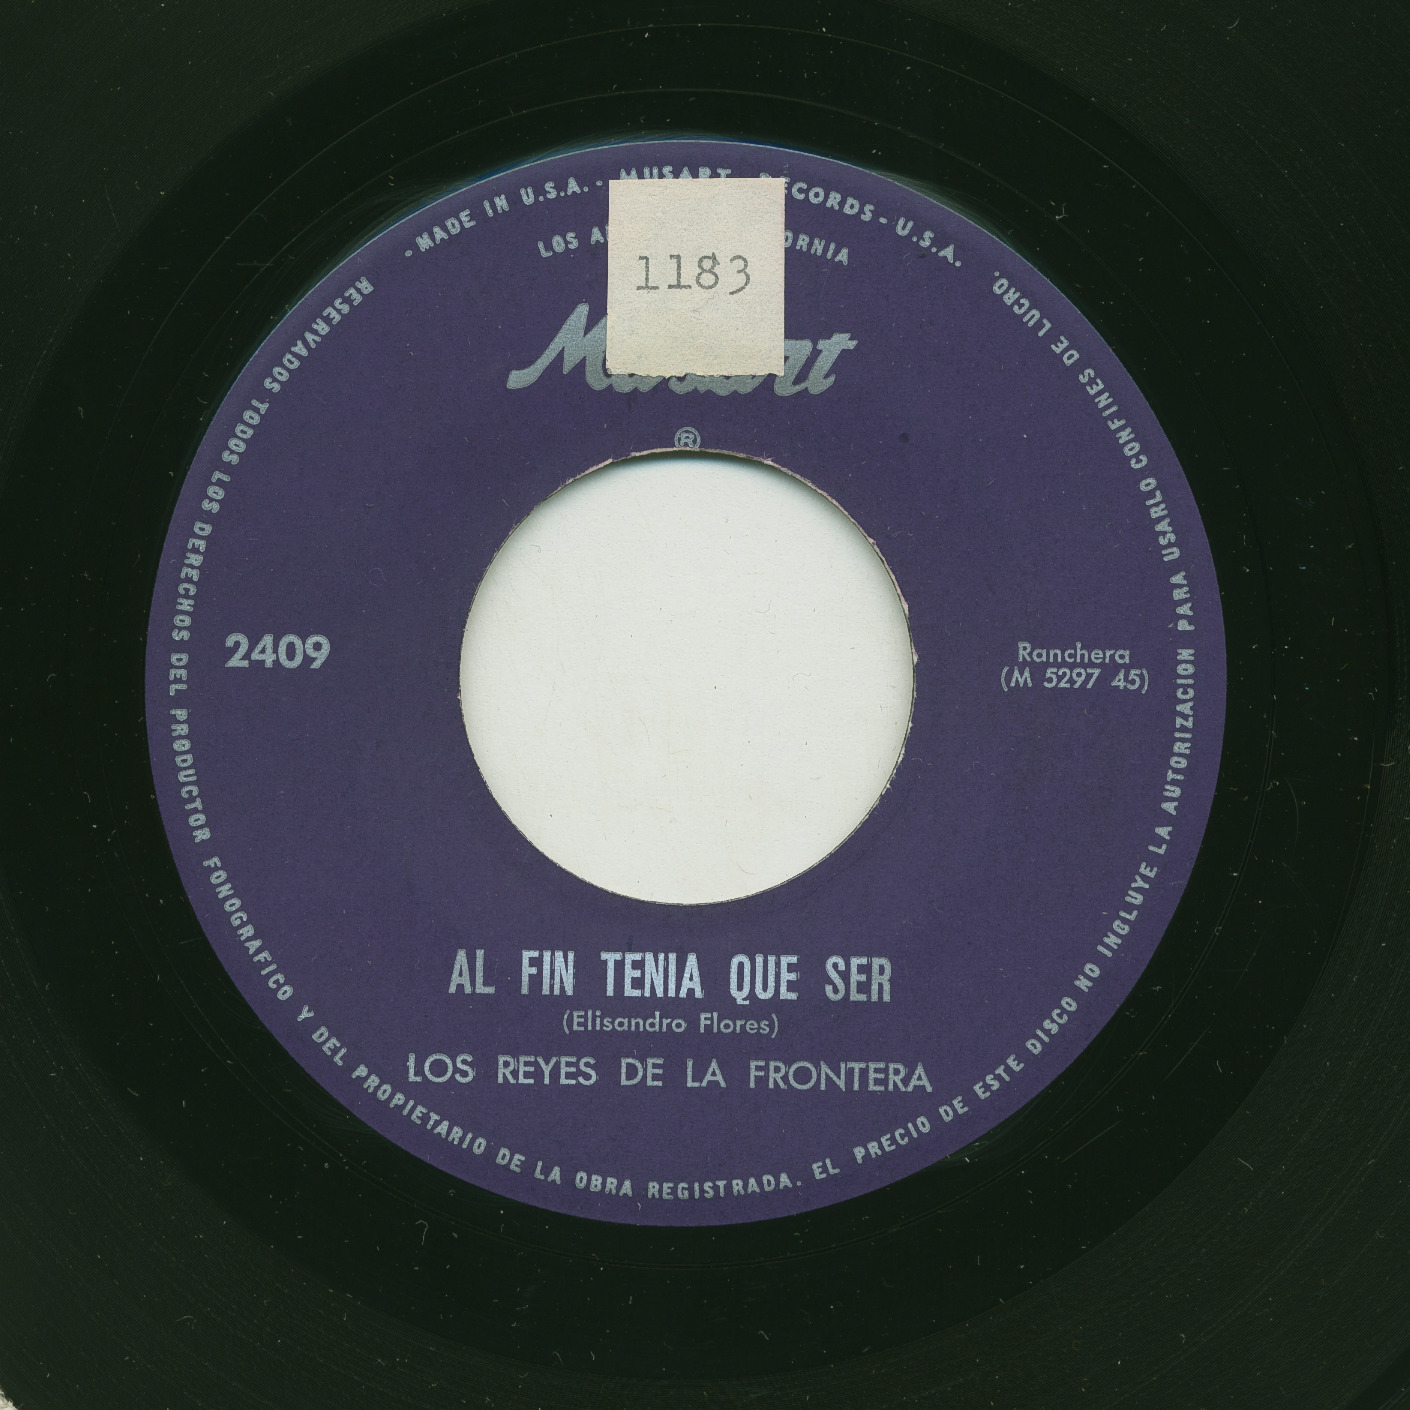 - MADE IN U.S.A. - MUSART RECORDS - U.S.A.
LOS
1183
Musart
®
2409
Ranchera
(M 5297 45)
AL FIN TENIA QUE SER
(Elisandro Flores)
LOS REYES DE LA FRONTERA
RESERVADOS TODOS LOS DERECHOS DEL PRODUCTOR FONOGRAFICO Y DEL PROPIETARIO DE LA OBRA REGISTRADA. EL PRECIO DE ESTE DISCO NO INCLUYE LA AUTORIZACION PARA USARLO CONFINES DE LUCRO.